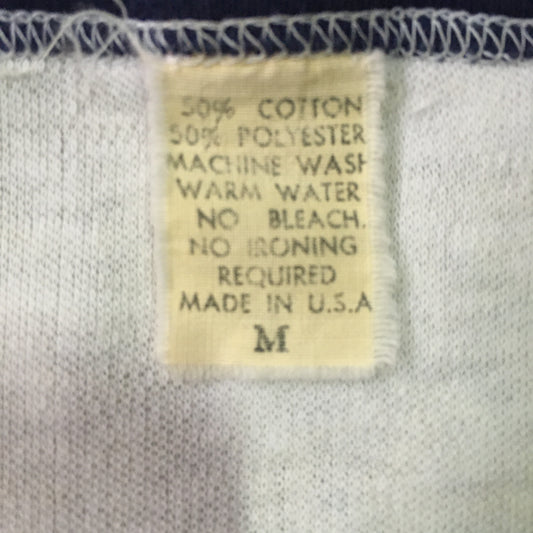 50% COTTON
50% POLYESTER
MACHINE WASH
WARM WATER
NO BLEACH.
NO IRONING
REQUIRED
MADE IN U.S.A
M